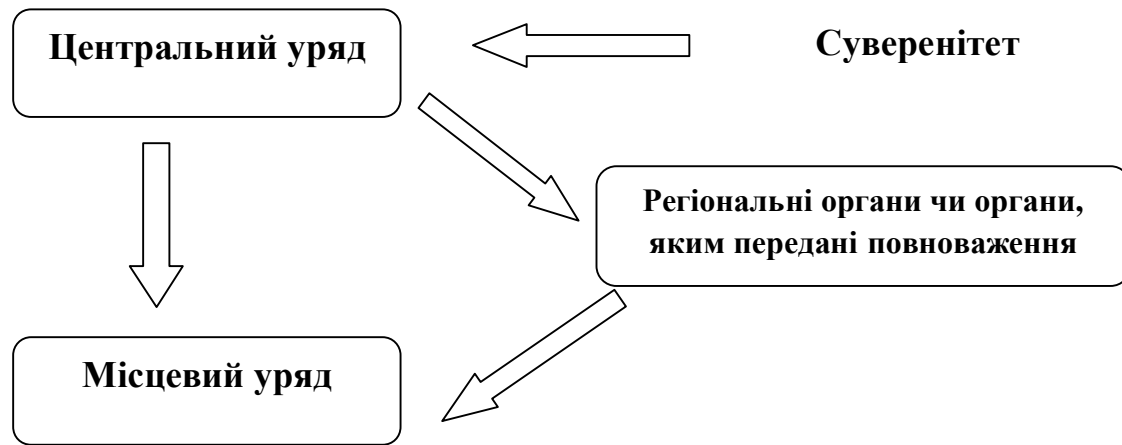 Центральний уряд
Суверенітет
Регіональні органи чи органи,
яким передані повноваження
Місцевий уряд